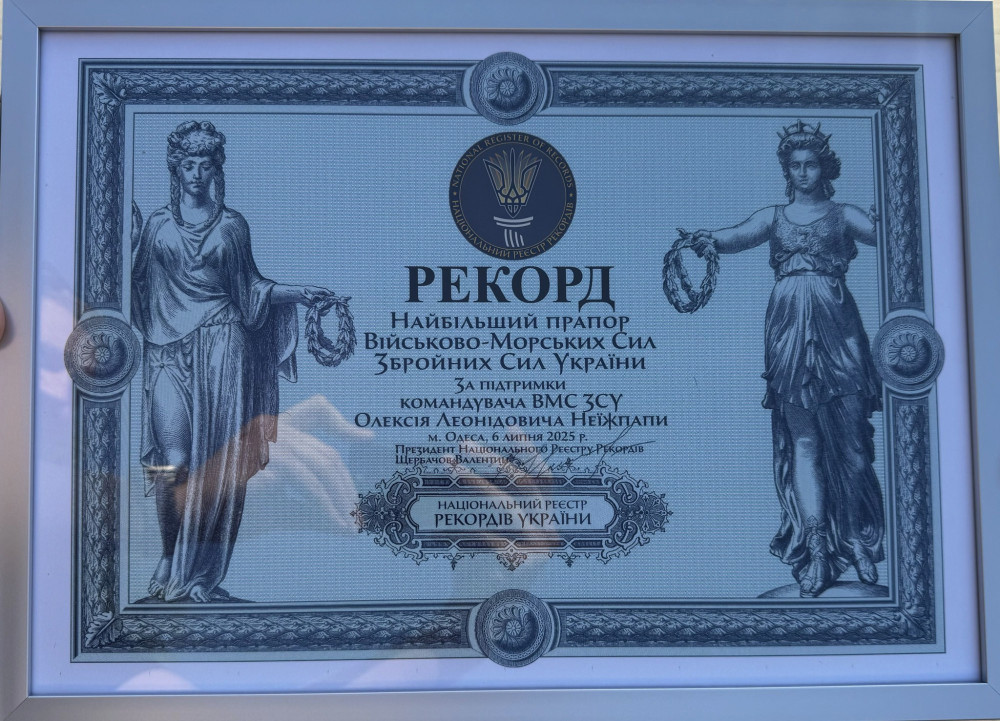 NATIONAL REGISTER OF RECORDS
НАЦІОНАЛЬНИЙ РЕЄСТР РЕКОРДІВ
РЕКОРД
Найбільший прапор
Військово-Морських Сил
Збройних Сил України
За підтримки
командувача ВМС ЗСУ
Олексія Леонідовича Неїжпапи
м. Одеса, 6 липня 2025 р.
Президент Національного Реєстру Рекордів
Щербачов Валентин
НАЦІОНАЛЬНИЙ РЕЄСТР
РЕКОРДІВ УКРАЇНИ